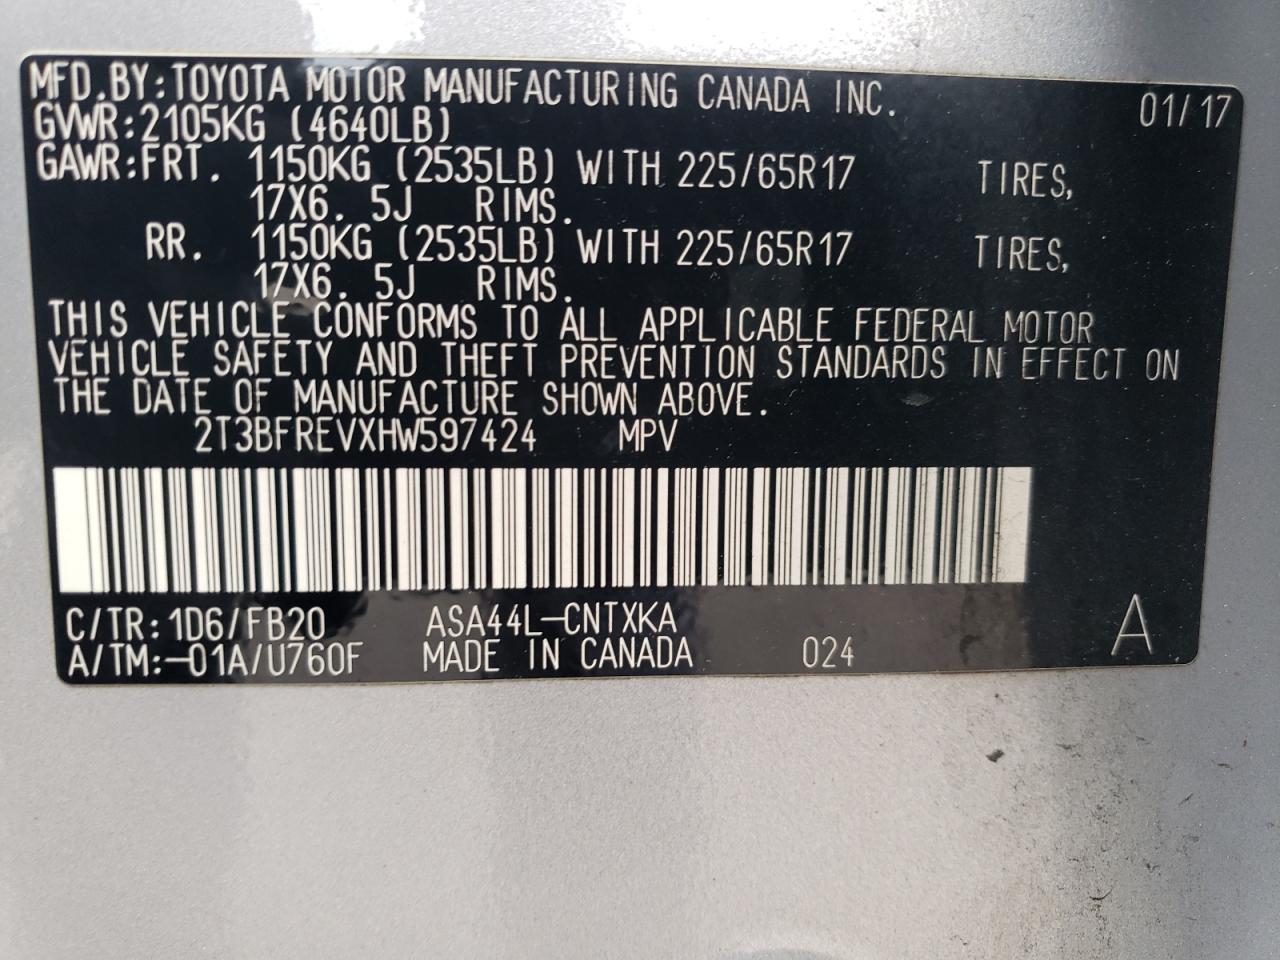 MFD.BY:TOYOTA MOTOR MANUFACTURING CANADA INC. 01/17
GVWR:2105KG (4640LB)
GAWR:FRT. 1150KG (2535LB) WITH 225/65R17 TIRES,
17X6. 5J RIMS.
RR. 1150KG (2535LB) WITH 225/65R17 TIRES,
17X6. 5J RIMS.
THIS VEHICLE CONFORMS TO ALL APPLICABLE FEDERAL MOTOR
VEHICLE SAFETY AND THEFT PREVENTION STANDARDS IN EFFECT ON
THE DATE OF MANUFACTURE SHOWN ABOVE.
2T3BFREVXHW597424 MPV
C/TR:1D6/FB20 ASA44L-CNTXKA A
A/TM:-01A/U760F MADE IN CANADA 024